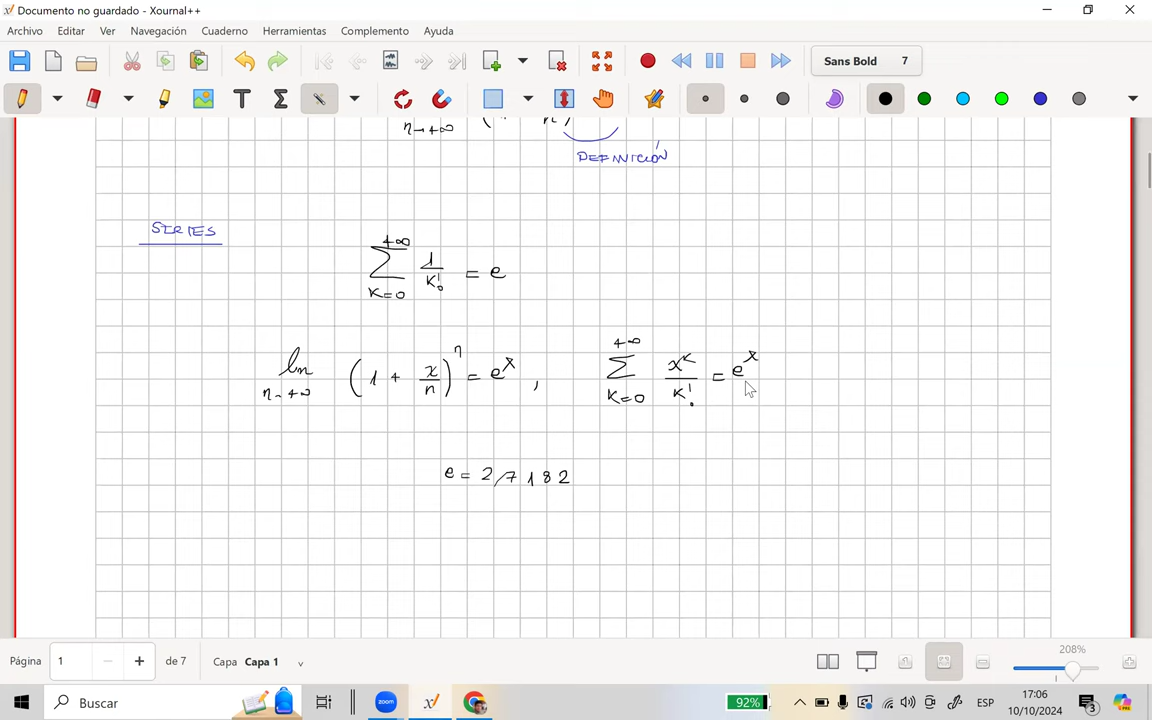 Documento no guardado - Xournal++
Archivo Editar Ver Navegación Cuaderno Herramientas Complemento Ayuda
Sans Bold 7
n→+∞ ( n )
DEFINICIÓN
SERIES
+∞
∑ 1/K! = e
K=0
lim (1 + x/n)^n = e^x , ∑ x^K/K! = e^x
n→+∞ K=0 +∞
e = 2,7182
Página 1 de 7 Capa Capa 1 208%
Buscar 92% ESP 17:06
10/10/2024 3